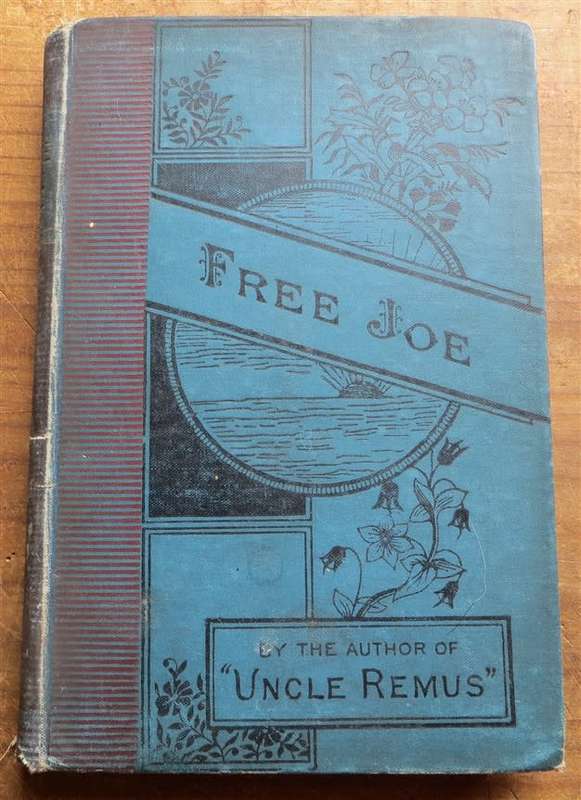 FREE JOE
BY THE AUTHOR OF
"UNCLE REMUS"